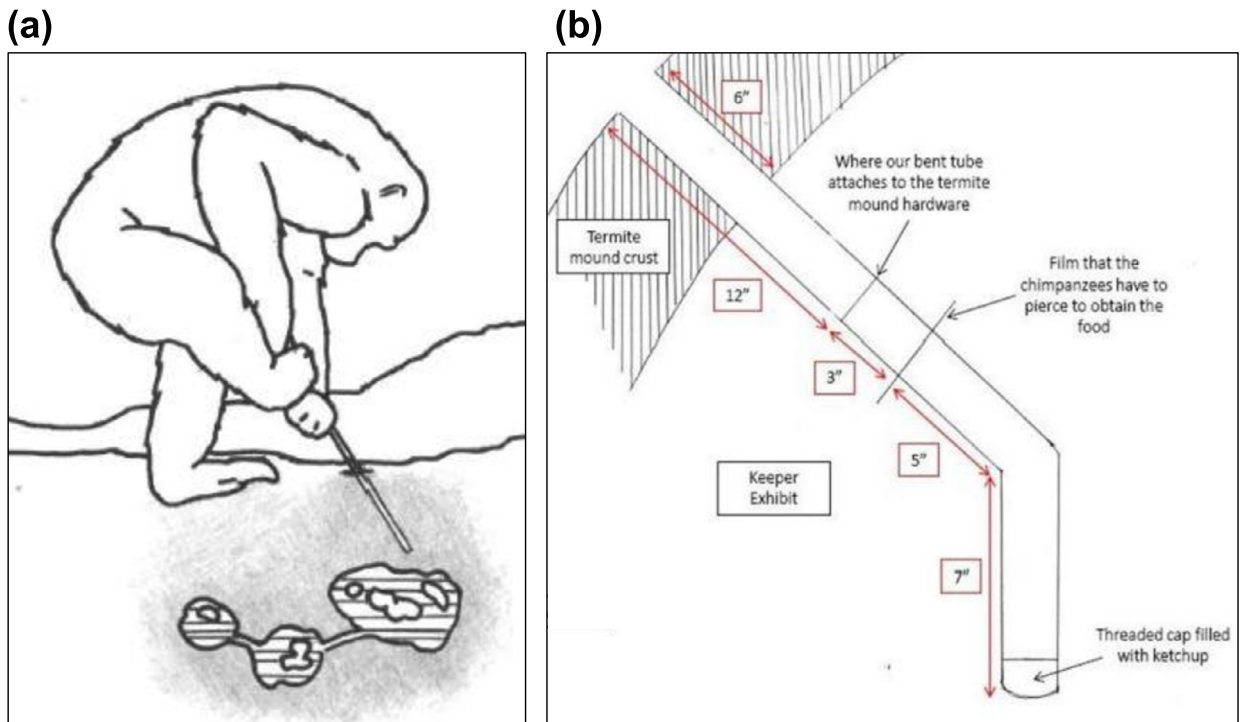 (a)
(b)
6”
Where our bent tube
attaches to the termite
mound hardware
Termite
mound crust
Film that the
chimpanzees have to
pierce to obtain the
food
12”
3”
5”
Keeper
Exhibit
7”
Threaded cap filled
with ketchup